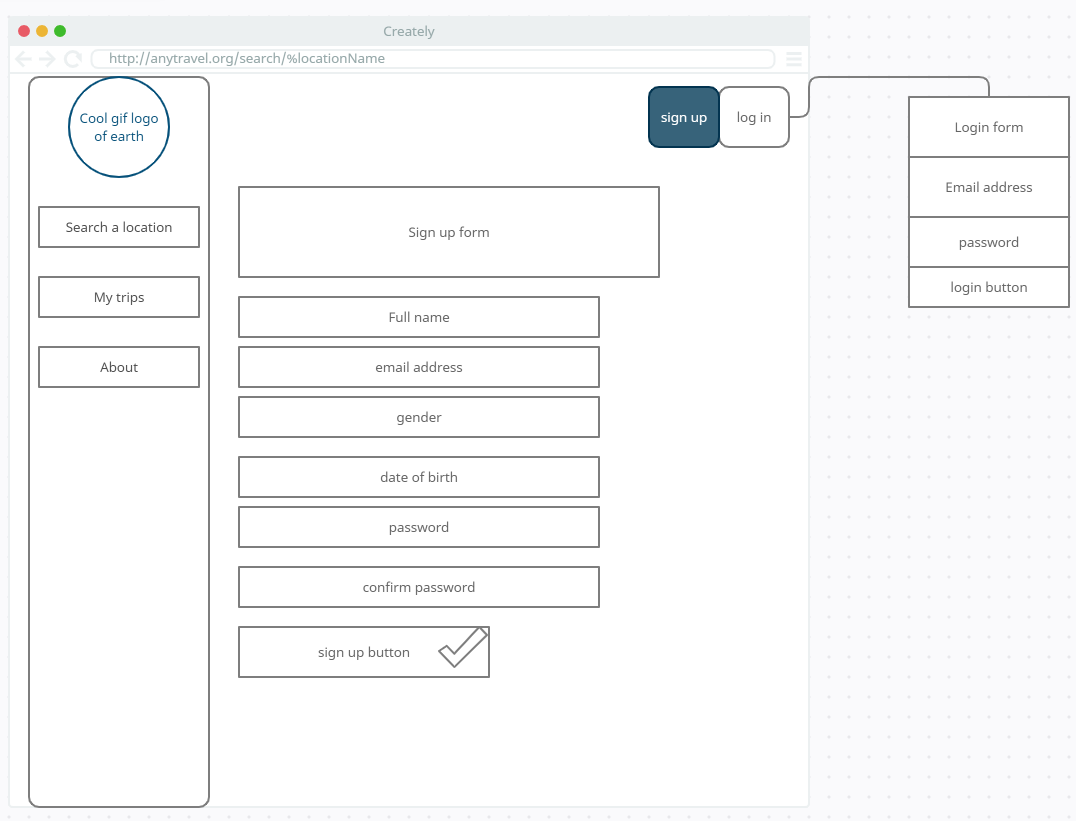 Creately
http://anytravel.org/search/%locationName
Cool gif logo
of earth
sign up
log in
Search a location
My trips
About
Sign up form
Full name
email address
gender
date of birth
password
confirm password
sign up button
Login form
Email address
password
login button